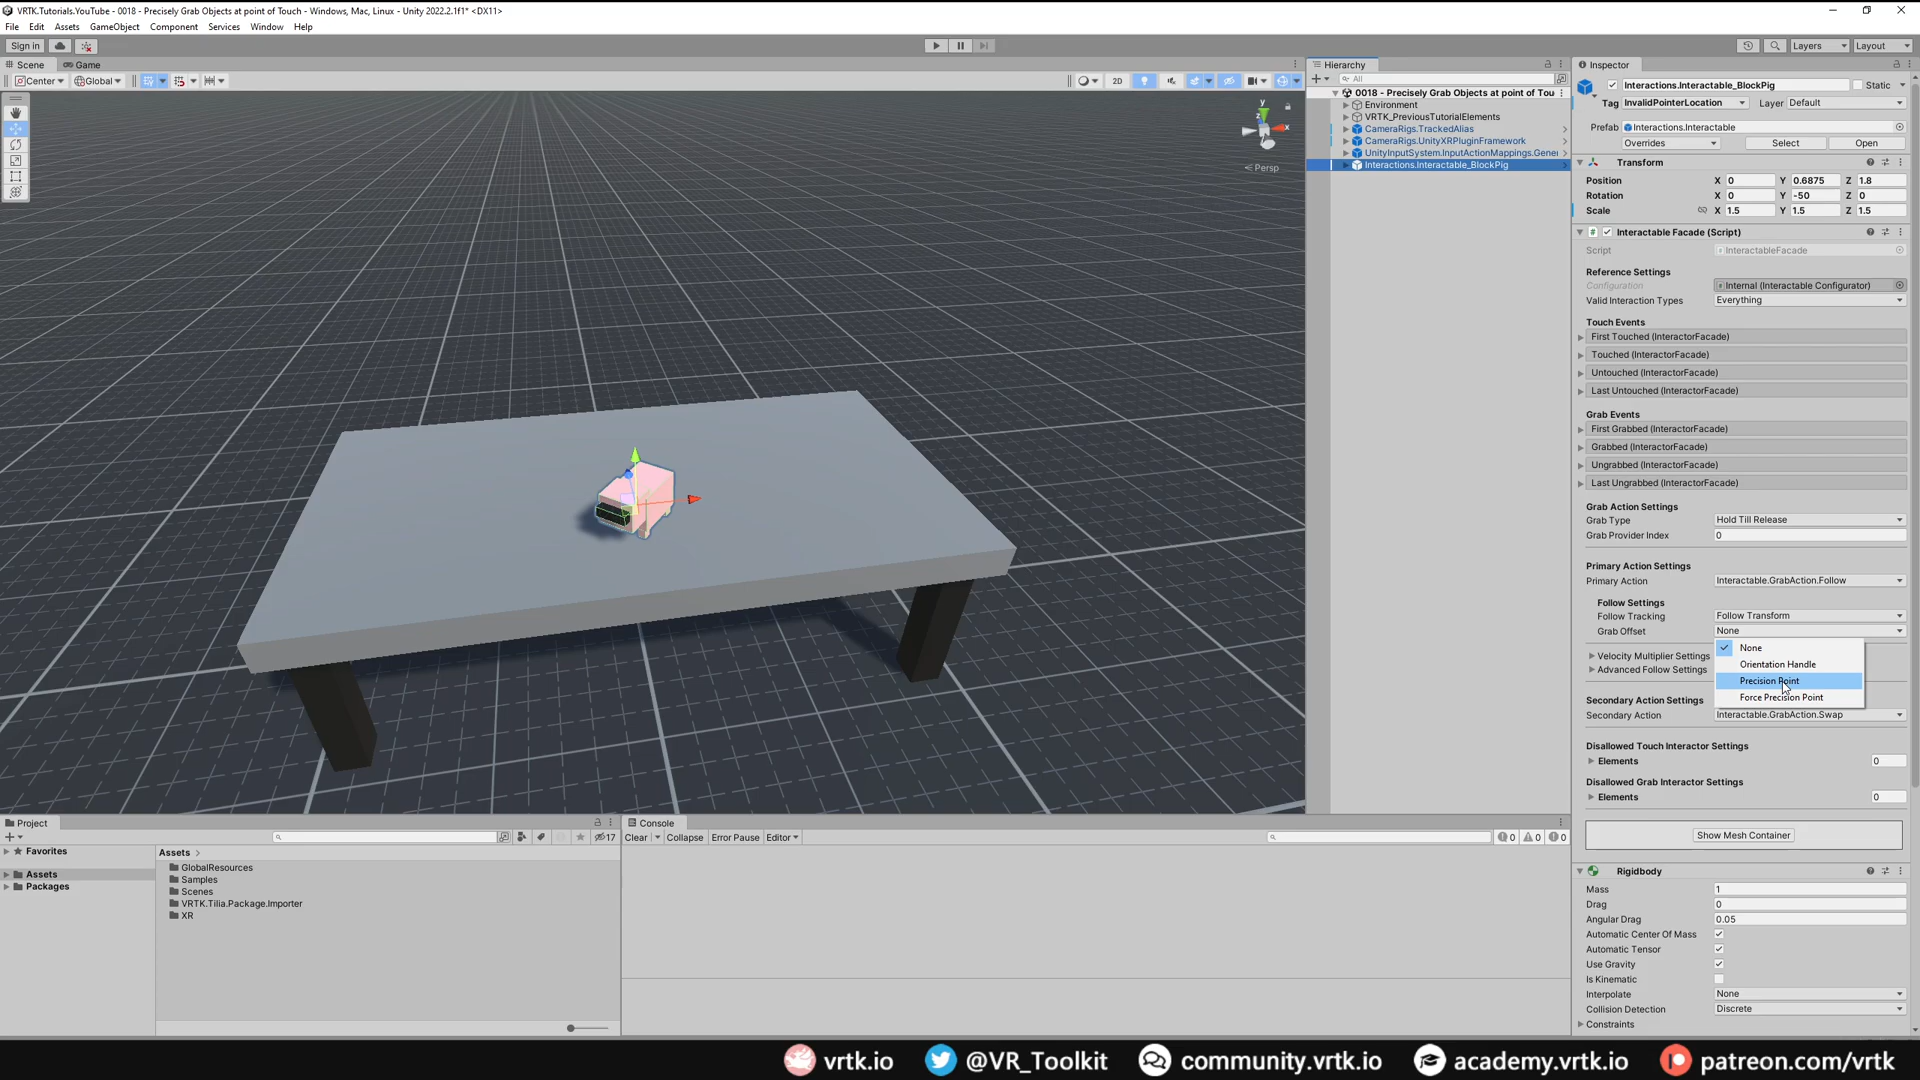 VRTK.Tutorials.YouTube - 0018 - Precisely Grab Objects at point of Touch - Windows, Mac, Linux - Unity 2022.2.1f1* <DX11>
File Edit Assets GameObject Component Services Window Help
Sign in Layers Layout
Scene Game
Center Global 2D
y
x
z
Persp
Hierarchy
All
0018 - Precisely Grab Objects at point of Tou
Environment
VRTK_PreviousTutorialElements
CameraRigs.TrackedAlias
CameraRigs.UnityXRPluginFramework
UnityInputSystem.InputActionMappings.Gene
Interactions.Interactable_BlockPig
Inspector
Interactions.Interactable_BlockPig Static
Tag InvalidPointerLocation Layer Default
Prefab Interactions.Interactable
Overrides Select Open
Transform
Position X 0 Y 0.6875 Z 1.8
Rotation X 0 Y -50 Z 0
Scale X 1.5 Y 1.5 Z 1.5
# Interactable Facade (Script)
Script InteractableFacade
Reference Settings
Configuration Internal (Interactable Configurator)
Valid Interaction Types Everything
Touch Events
First Touched (InteractorFacade)
Touched (InteractorFacade)
Untouched (InteractorFacade)
Last Untouched (InteractorFacade)
Grab Events
First Grabbed (InteractorFacade)
Grabbed (InteractorFacade)
Ungrabbed (InteractorFacade)
Last Ungrabbed (InteractorFacade)
Grab Action Settings
Grab Type Hold Till Release
Grab Provider Index 0
Primary Action Settings
Primary Action Interactable.GrabAction.Follow
Follow Settings
Follow Tracking Follow Transform
Grab Offset None
None
Orientation Handle
Precision Point
Force Precision Point
Velocity Multiplier Settings
Advanced Follow Settings
Secondary Action Settings
Secondary Action Interactable.GrabAction.Swap
Disallowed Touch Interactor Settings
Elements 0
Disallowed Grab Interactor Settings
Elements 0
Show Mesh Container
Rigidbody
Mass 1
Drag 0
Angular Drag 0.05
Automatic Center Of Mass
Automatic Tensor
Use Gravity
Is Kinematic
Interpolate None
Collision Detection Discrete
Constraints
Project
17
Favorites
Assets
Packages
Assets
GlobalResources
Samples
Scenes
VRTK.Tilia.Package.Importer
XR
Console
Clear Collapse Error Pause Editor 0 0 0
vrtk.io @VR_Toolkit community.vrtk.io academy.vrtk.io patreon.com/vrtk